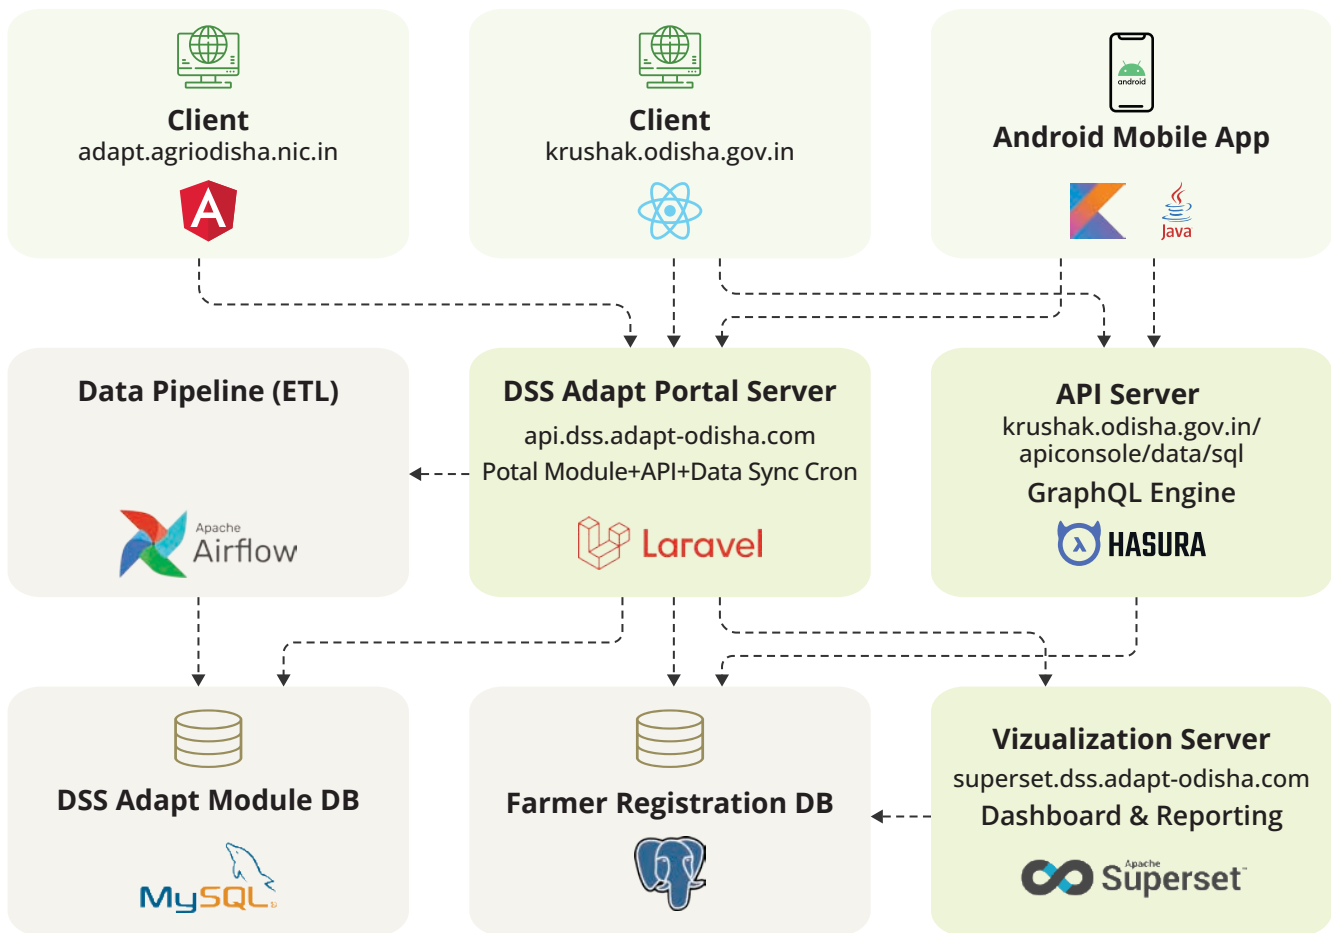 Client
adapt.agriodisha.nic.in
A
Client
krushak.odisha.gov.in
android
Android Mobile App
Java
Data Pipeline (ETL)
Apache
Airflow
DSS Adapt Portal Server
api.dss.adapt-odisha.com
Potal Module+API+Data Sync Cron
Laravel
API Server
krushak.odisha.gov.in/
apiconsole/data/sql
GraphQL Engine
λ HASURA
DSS Adapt Module DB
MySQL
Farmer Registration DB
Vizualization Server
superset.dss.adapt-odisha.com
Dashboard & Reporting
Apache
Superset™